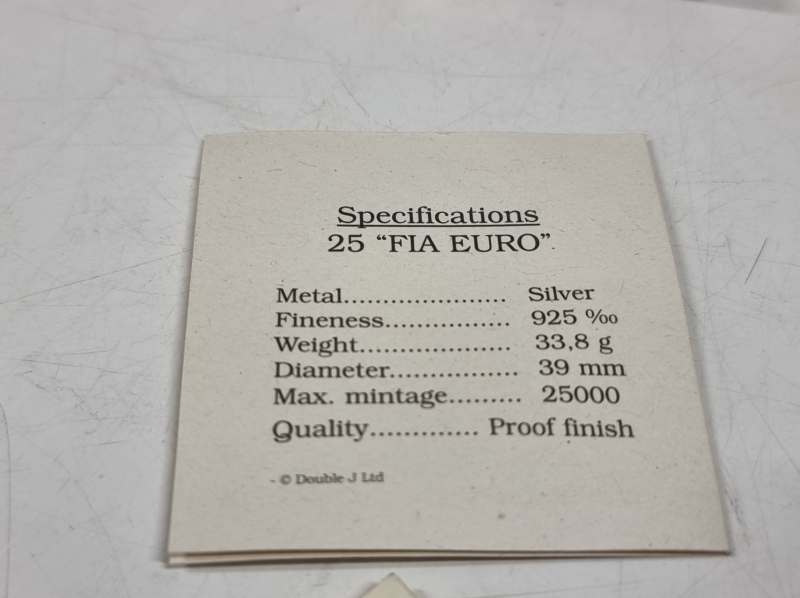 Specifications
25 “FIA EURO”
Metal..................... Silver
Fineness................ 925 ‰
Weight.................... 33,8 g
Diameter................. 39 mm
Max. mintage......... 25000
Quality.............. Proof finish
- © Double J Ltd